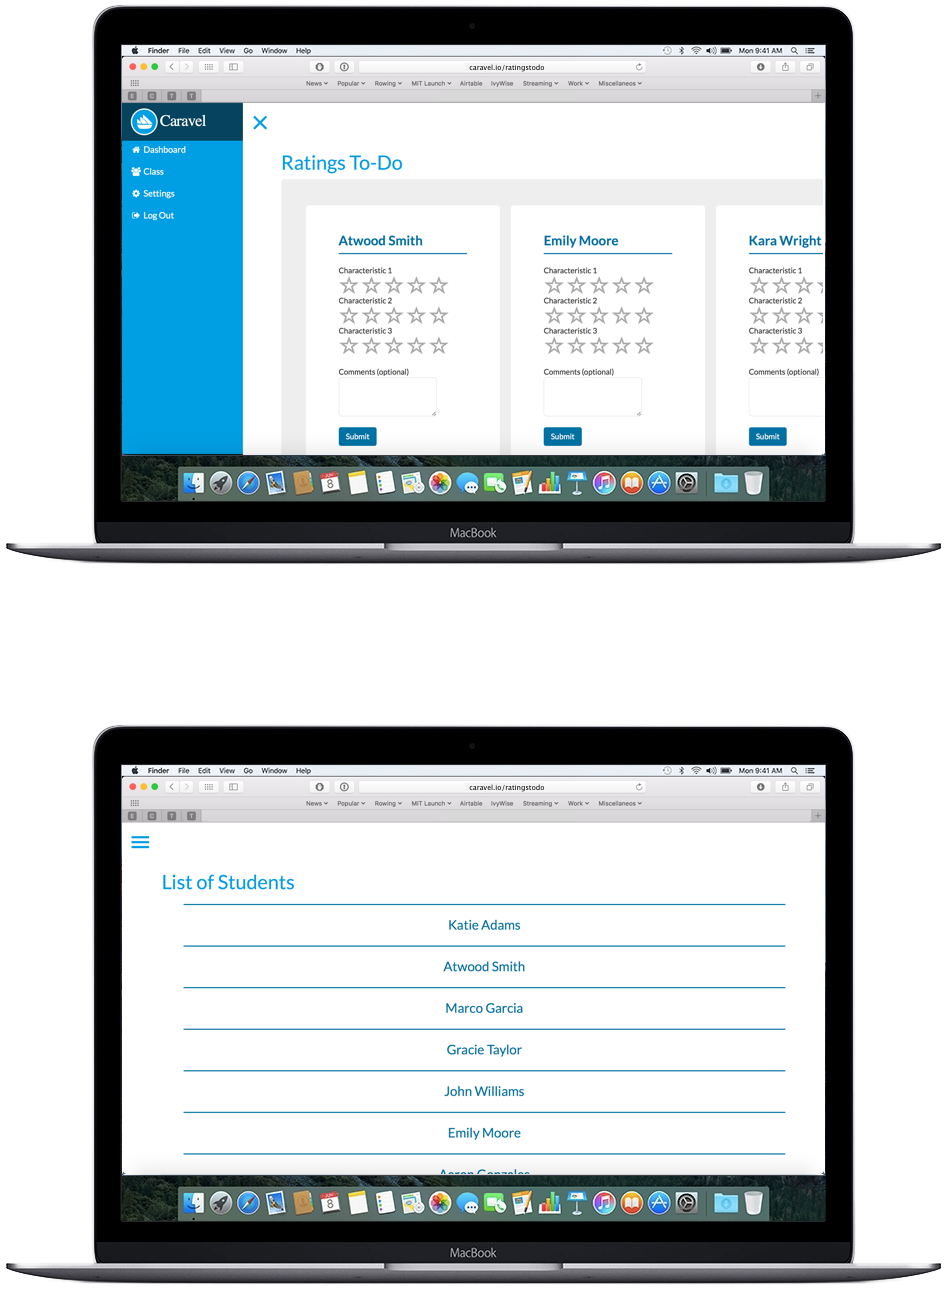 Finder File Edit View Go Window Help Mon 9:41 AM
caravel.io/ratingstodo
News Popular Rowing MIT Launch Airtable IvyWise Streaming Work Miscellaneos
E C T T
Caravel
Dashboard
Class
Settings
Log Out
Ratings To-Do
Atwood Smith Emily Moore Kara Wright
Characteristic 1 Characteristic 1 Characteristic 1
Characteristic 2 Characteristic 2 Characteristic 2
Characteristic 3 Characteristic 3 Characteristic 3
Comments (optional) Comments (optional) Comments (optional)
Submit Submit Submit
JUN
8
MacBook
Finder File Edit View Go Window Help Mon 9:41 AM
caravel.io/ratingstodo
News Popular Rowing MIT Launch Airtable IvyWise Streaming Work Miscellaneos
E C T T
List of Students
Katie Adams
Atwood Smith
Marco Garcia
Gracie Taylor
John Williams
Emily Moore
Aaron Gonzales
JUN
8
MacBook